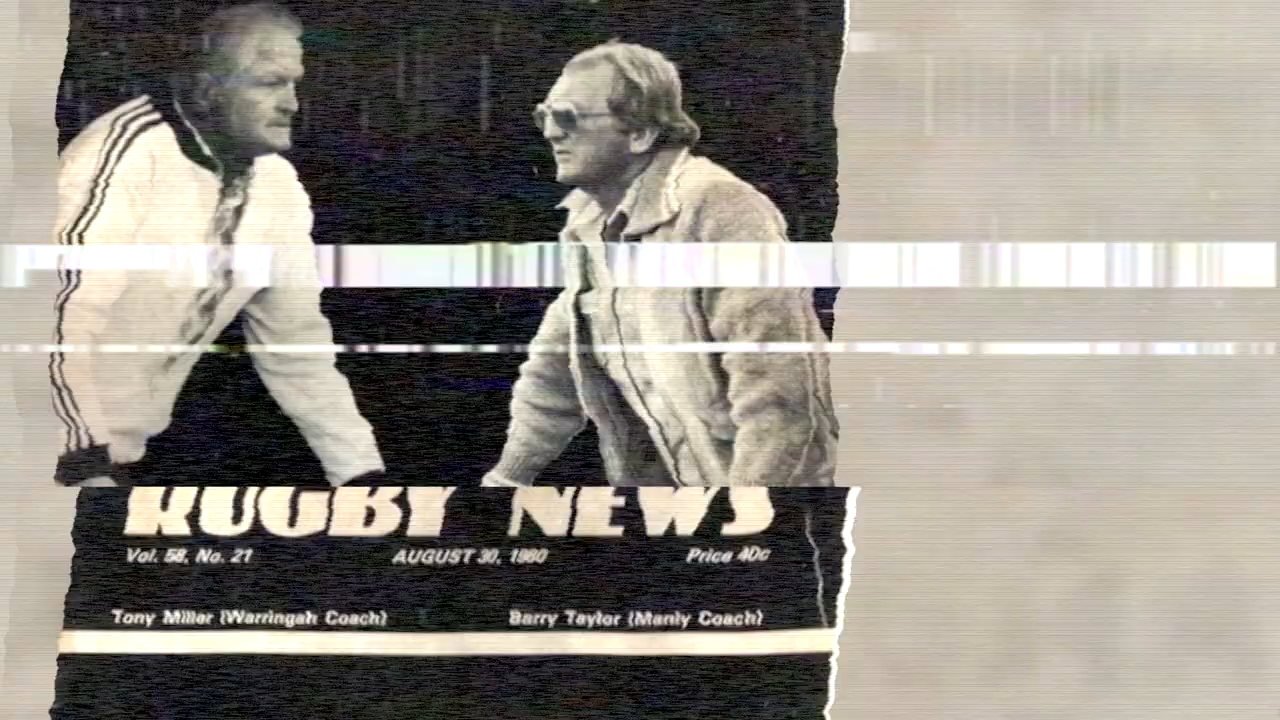 RUGBY NEWS
Vol. 58, No. 21 AUGUST 30, 1980 Price 40c
Tony Miller (Warringah Coach) Barry Taylor (Manly Coach)